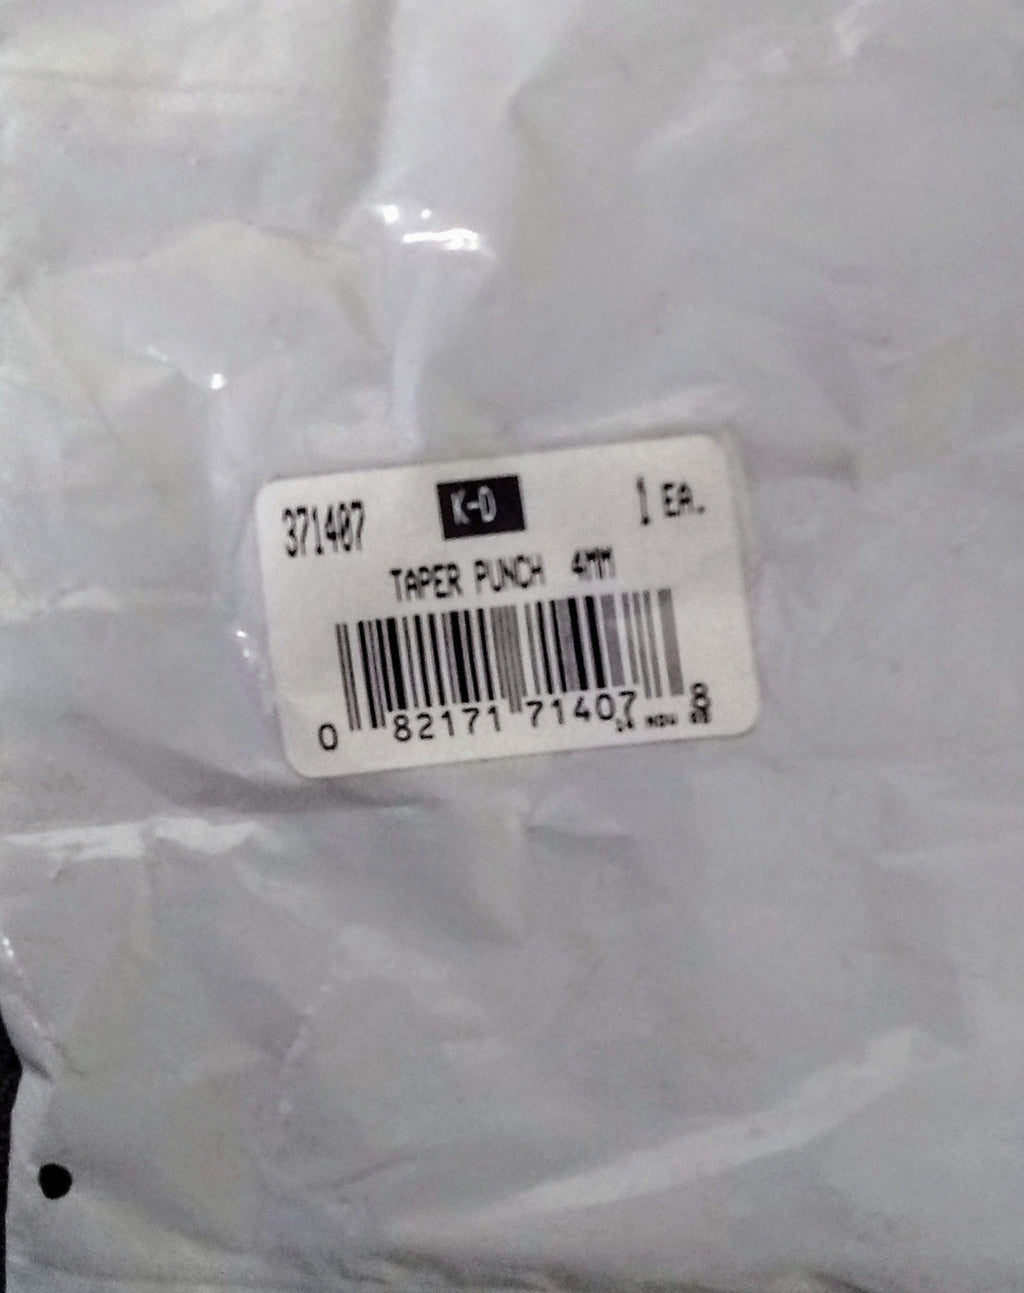 371407 K-D 1 EA.
TAPER PUNCH 4MM
0 82171 71407 8